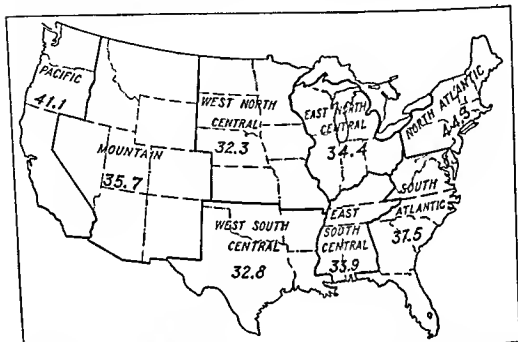 PACIFIC
41.1
MOUNTAIN
35.7
WEST NORTH
CENTRAL
32.3
WEST SOUTH
CENTRAL
32.8
EAST NORTH
CENTRAL
34.4
EAST
SOUTH
CENTRAL
33.9
NORTH ATLANTIC
44.3
SOUTH
ATLANTIC
37.5